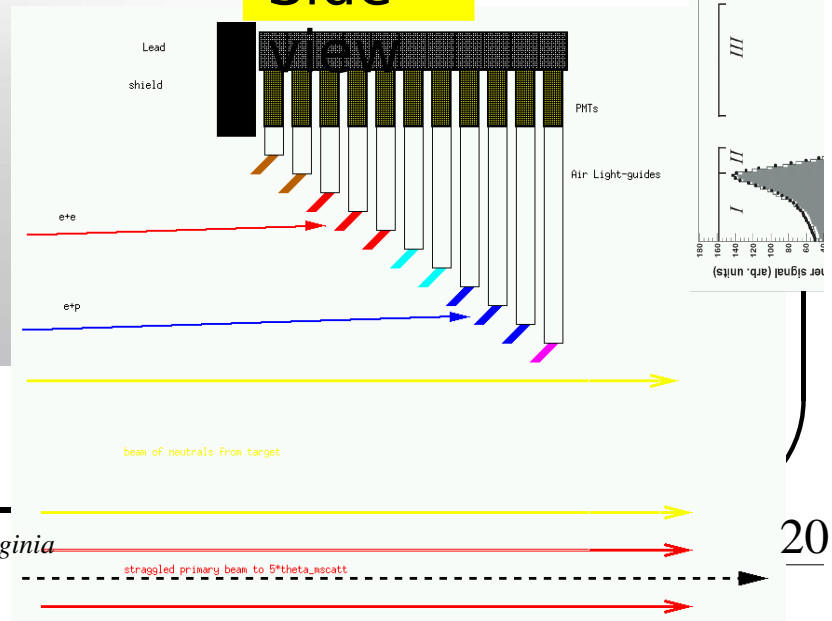 Side
view
Lead
shield
PMTs
Air Light-guides
e+e
e+p
beam of neutrals from target
straggled primary beam to 5*theta_mscatt
ginia
20
III
II
I
180 160 140 120 100 80 60
ner signal (arb. units)